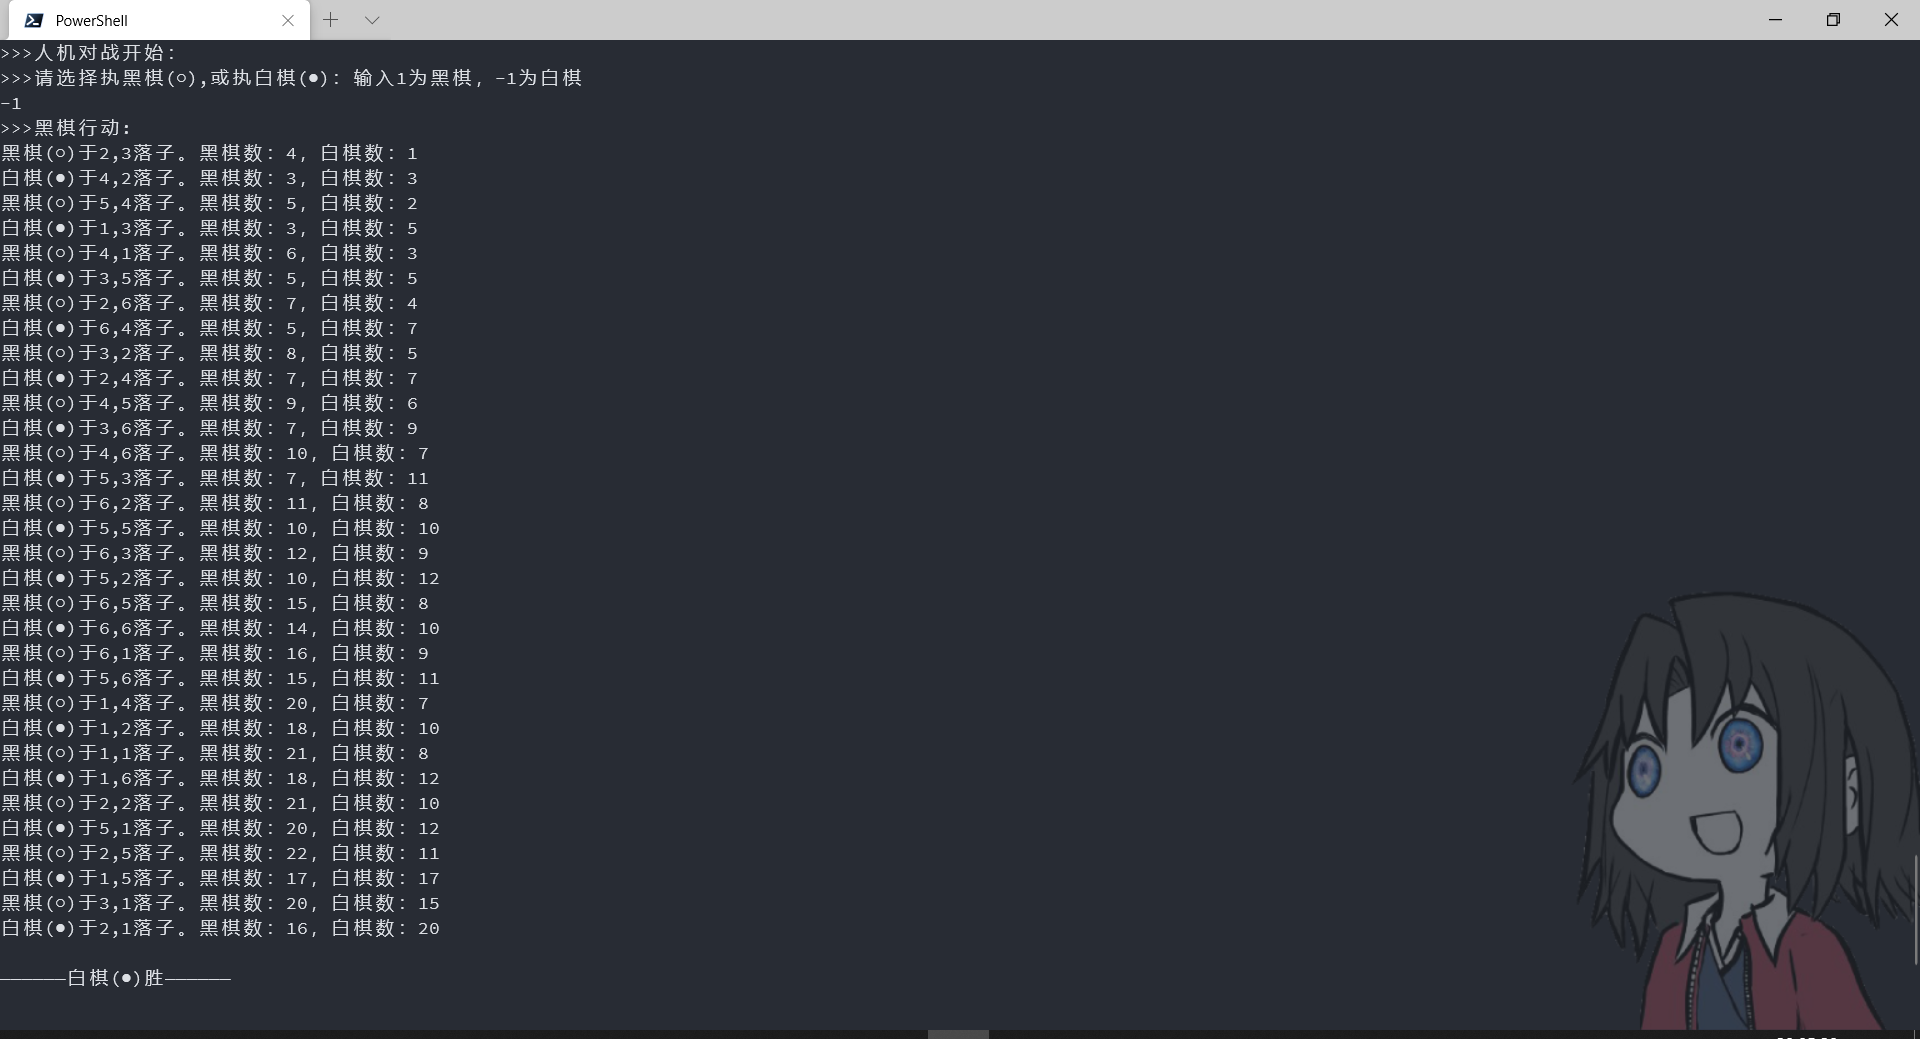 PowerShell
>>>人机对战开始：
>>>请选择执黑棋(○),或执白棋(●)：输入1为黑棋, -1为白棋
-1
>>>黑棋行动：
黑棋(○)于2,3落子。黑棋数：4, 白棋数：1
白棋(●)于4,2落子。黑棋数：3, 白棋数：3
黑棋(○)于5,4落子。黑棋数：5, 白棋数：2
白棋(●)于1,3落子。黑棋数：3, 白棋数：5
黑棋(○)于4,1落子。黑棋数：6, 白棋数：3
白棋(●)于3,5落子。黑棋数：5, 白棋数：5
黑棋(○)于2,6落子。黑棋数：7, 白棋数：4
白棋(●)于6,4落子。黑棋数：5, 白棋数：7
黑棋(○)于3,2落子。黑棋数：8, 白棋数：5
白棋(●)于2,4落子。黑棋数：7, 白棋数：7
黑棋(○)于4,5落子。黑棋数：9, 白棋数：6
白棋(●)于3,6落子。黑棋数：7, 白棋数：9
黑棋(○)于4,6落子。黑棋数：10, 白棋数：7
白棋(●)于5,3落子。黑棋数：7, 白棋数：11
黑棋(○)于6,2落子。黑棋数：11, 白棋数：8
白棋(●)于5,5落子。黑棋数：10, 白棋数：10
黑棋(○)于6,3落子。黑棋数：12, 白棋数：9
白棋(●)于5,2落子。黑棋数：10, 白棋数：12
黑棋(○)于6,5落子。黑棋数：15, 白棋数：8
白棋(●)于6,6落子。黑棋数：14, 白棋数：10
黑棋(○)于6,1落子。黑棋数：16, 白棋数：9
白棋(●)于5,6落子。黑棋数：15, 白棋数：11
黑棋(○)于1,4落子。黑棋数：20, 白棋数：7
白棋(●)于1,2落子。黑棋数：18, 白棋数：10
黑棋(○)于1,1落子。黑棋数：21, 白棋数：8
白棋(●)于1,6落子。黑棋数：18, 白棋数：12
黑棋(○)于2,2落子。黑棋数：21, 白棋数：10
白棋(●)于5,1落子。黑棋数：20, 白棋数：12
黑棋(○)于2,5落子。黑棋数：22, 白棋数：11
白棋(●)于1,5落子。黑棋数：17, 白棋数：17
黑棋(○)于3,1落子。黑棋数：20, 白棋数：15
白棋(●)于2,1落子。黑棋数：16, 白棋数：20
———白棋(●)胜———